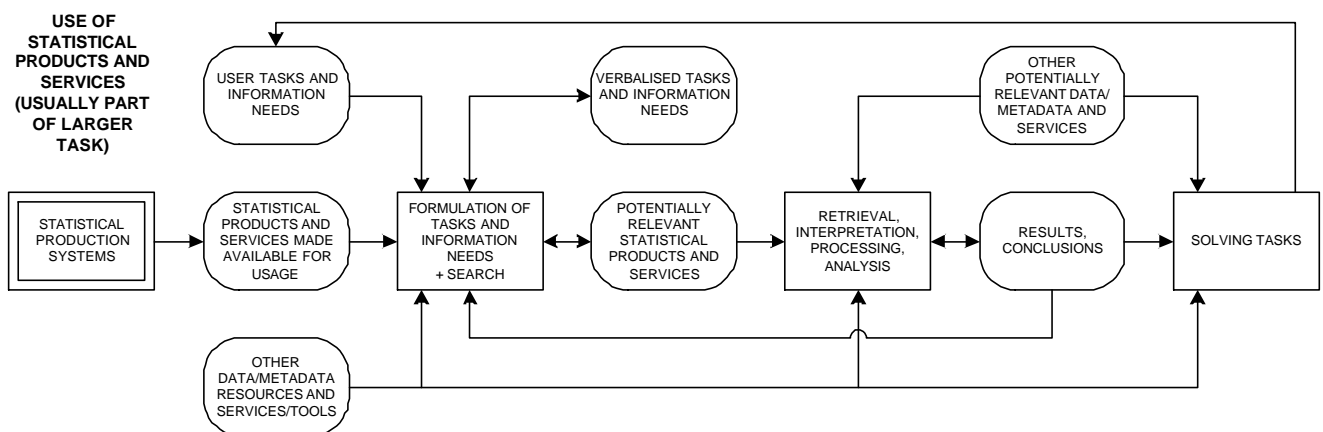 USE OF
STATISTICAL
PRODUCTS AND
SERVICES
(USUALLY PART
OF LARGER
TASK)
USER TASKS AND
INFORMATION
NEEDS
VERBALISED TASKS
AND INFORMATION
NEEDS
OTHER
POTENTIALLY
RELEVANT DATA/
METADATA AND
SERVICES
STATISTICAL
PRODUCTION
SYSTEMS
STATISTICAL
PRODUCTS AND
SERVICES MADE
AVAILABLE FOR
USAGE
FORMULATION OF
TASKS AND
INFORMATION
NEEDS
+ SEARCH
POTENTIALLY
RELEVANT
STATISTICAL
PRODUCTS AND
SERVICES
RETRIEVAL,
INTERPRETATION,
PROCESSING,
ANALYSIS
RESULTS,
CONCLUSIONS
SOLVING TASKS
OTHER
DATA/METADATA
RESOURCES AND
SERVICES/TOOLS